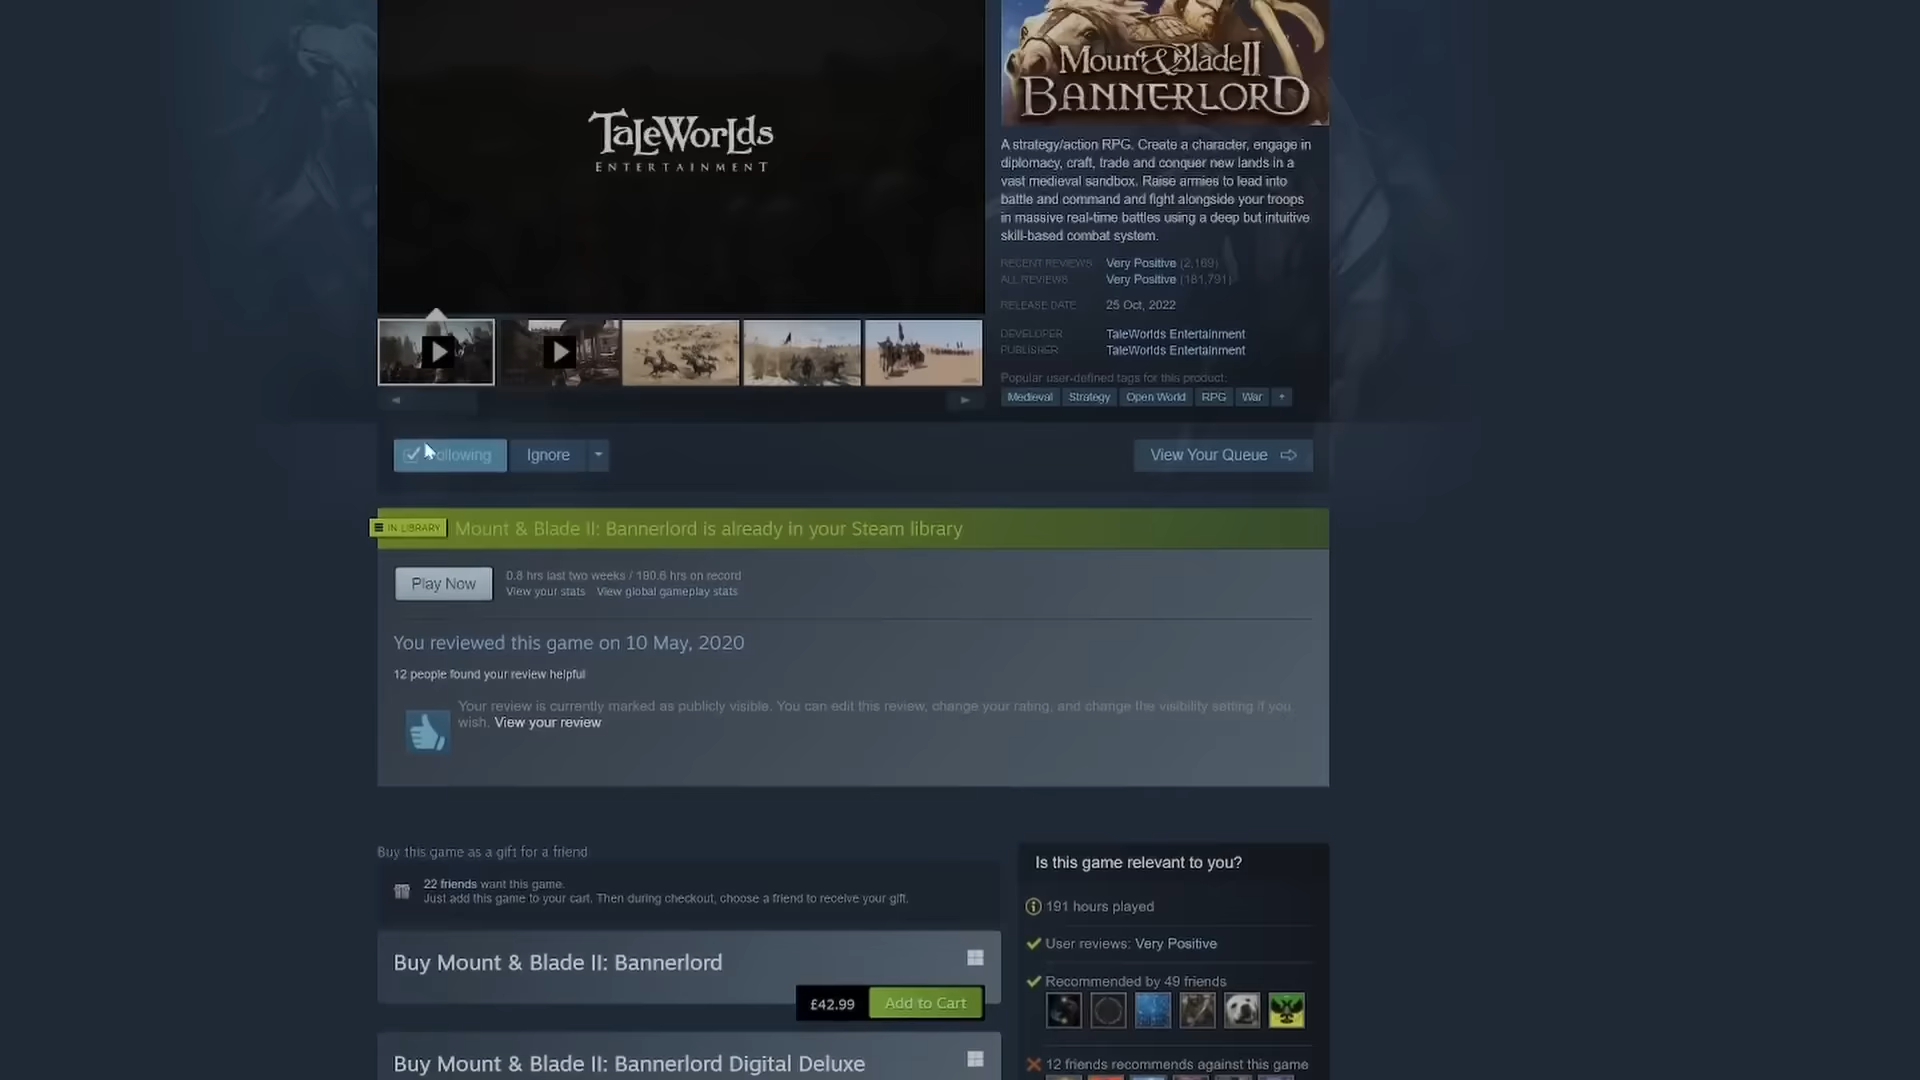 TaleWorlds
ENTERTAINMENT
Mount & Blade II
BANNERLORD
A strategy/action RPG. Create a character, engage in
diplomacy, craft, trade and conquer new lands in a
vast medieval sandbox. Raise armies to lead into
battle and command and fight alongside your troops
in massive real-time battles using a deep but intuitive
skill-based combat system.
RECENT REVIEWS: Very Positive (2,169)
ALL REVIEWS: Very Positive (181,791)
RELEASE DATE: 25 Oct, 2022
DEVELOPER: TaleWorlds Entertainment
PUBLISHER: TaleWorlds Entertainment
Popular user-defined tags for this product:
Medieval Strategy Open World RPG War +
Following Ignore View Your Queue
IN LIBRARY Mount & Blade II: Bannerlord is already in your Steam library
Play Now
0.8 hrs last two weeks / 190.6 hrs on record
View your stats View global gameplay stats
You reviewed this game on 10 May, 2020
12 people found your review helpful
Your review is currently marked as publicly visible. You can edit this review, change your rating, and change the visibility setting if you
wish. View your review
Buy this game as a gift for a friend
22 friends want this game.
Just add this game to your cart. Then during checkout, choose a friend to receive your gift.
Buy Mount & Blade II: Bannerlord
£42.99 Add to Cart
Buy Mount & Blade II: Bannerlord Digital Deluxe
Is this game relevant to you?
191 hours played
User reviews: Very Positive
Recommended by 49 friends
12 friends recommends against this game